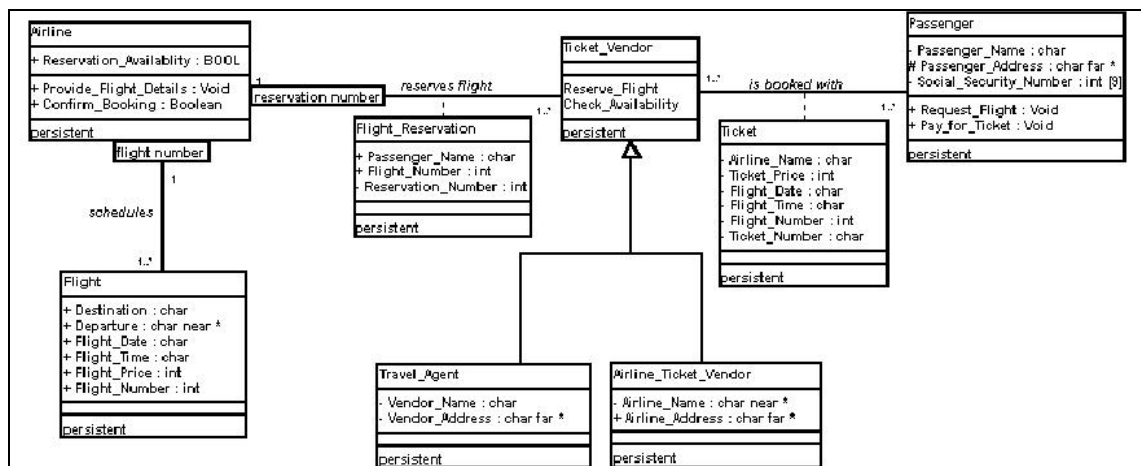 Airline
+ Reservation_Availablity : BOOL
+ Provide_Flight_Details : Void
+ Confirm_Booking : Boolean
persistent
reservation number
flight number
1
reserves flight
1..*
Flight_Reservation
+ Passenger_Name : char
+ Flight_Number : int
- Reservation_Number : int
persistent
Ticket_Vendor
Reserve_Flight
Check_Availability
persistent
1..*
is booked with
1..*
Passenger
- Passenger_Name : char
# Passenger_Address : char far *
- Social_Security_Number : int [9]
+ Request_Flight : Void
+ Pay_for_Ticket : Void
persistent
Ticket
- Airline_Name : char
- Ticket_Price : int
- Flight_Date : char
- Flight_Time : char
- Flight_Number : int
- Ticket_Number : char
persistent
1
schedules
1..*
Flight
+ Destination : char
+ Departure : char near *
+ Flight_Date : char
+ Flight_Time : char
+ Flight_Price : int
+ Flight_Number : int
persistent
Travel_Agent
- Vendor_Name : char
- Vendor_Address : char far *
persistent
Airline_Ticket_Vendor
- Airline_Name : char near *
+ Airline_Address : char far *
persistent